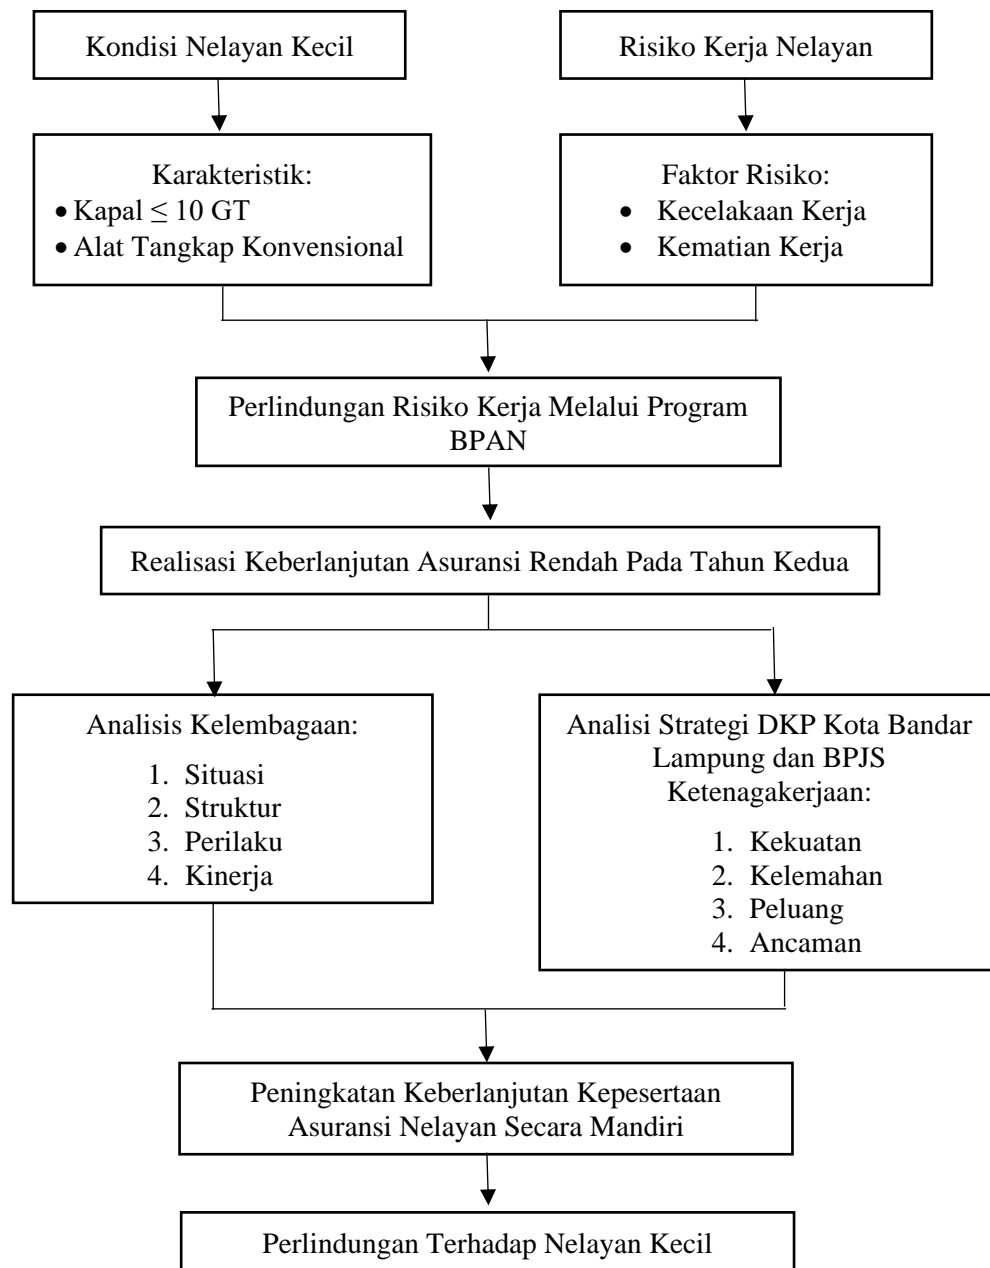 Kondisi Nelayan Kecil
Risiko Kerja Nelayan
Karakteristik:
• Kapal ≤ 10 GT
• Alat Tangkap Konvensional
Faktor Risiko:
• Kecelakaan Kerja
• Kematian Kerja
Perlindungan Risiko Kerja Melalui Program
BPAN
Realisasi Keberlanjutan Asuransi Rendah Pada Tahun Kedua
Analisis Kelembagaan:
1. Situasi
2. Struktur
3. Perilaku
4. Kinerja
Analisi Strategi DKP Kota Bandar
Lampung dan BPJS
Ketenagakerjaan:
1. Kekuatan
2. Kelemahan
3. Peluang
4. Ancaman
Peningkatan Keberlanjutan Kepesertaan
Asuransi Nelayan Secara Mandiri
Perlindungan Terhadap Nelayan Kecil